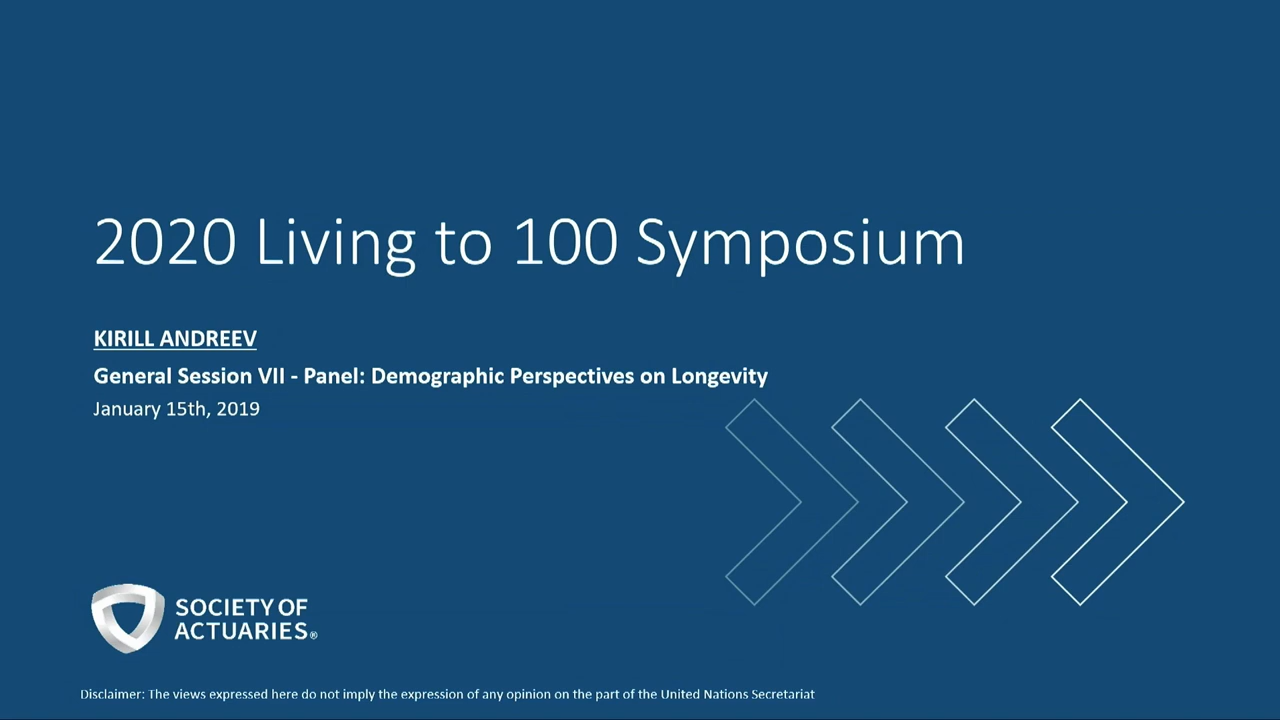 2020 Living to 100 Symposium
KIRILL ANDREEV
General Session VII - Panel: Demographic Perspectives on Longevity
January 15th, 2019
SOCIETY OF
ACTUARIES®
Disclaimer: The views expressed here do not imply the expression of any opinion on the part of the United Nations Secretariat